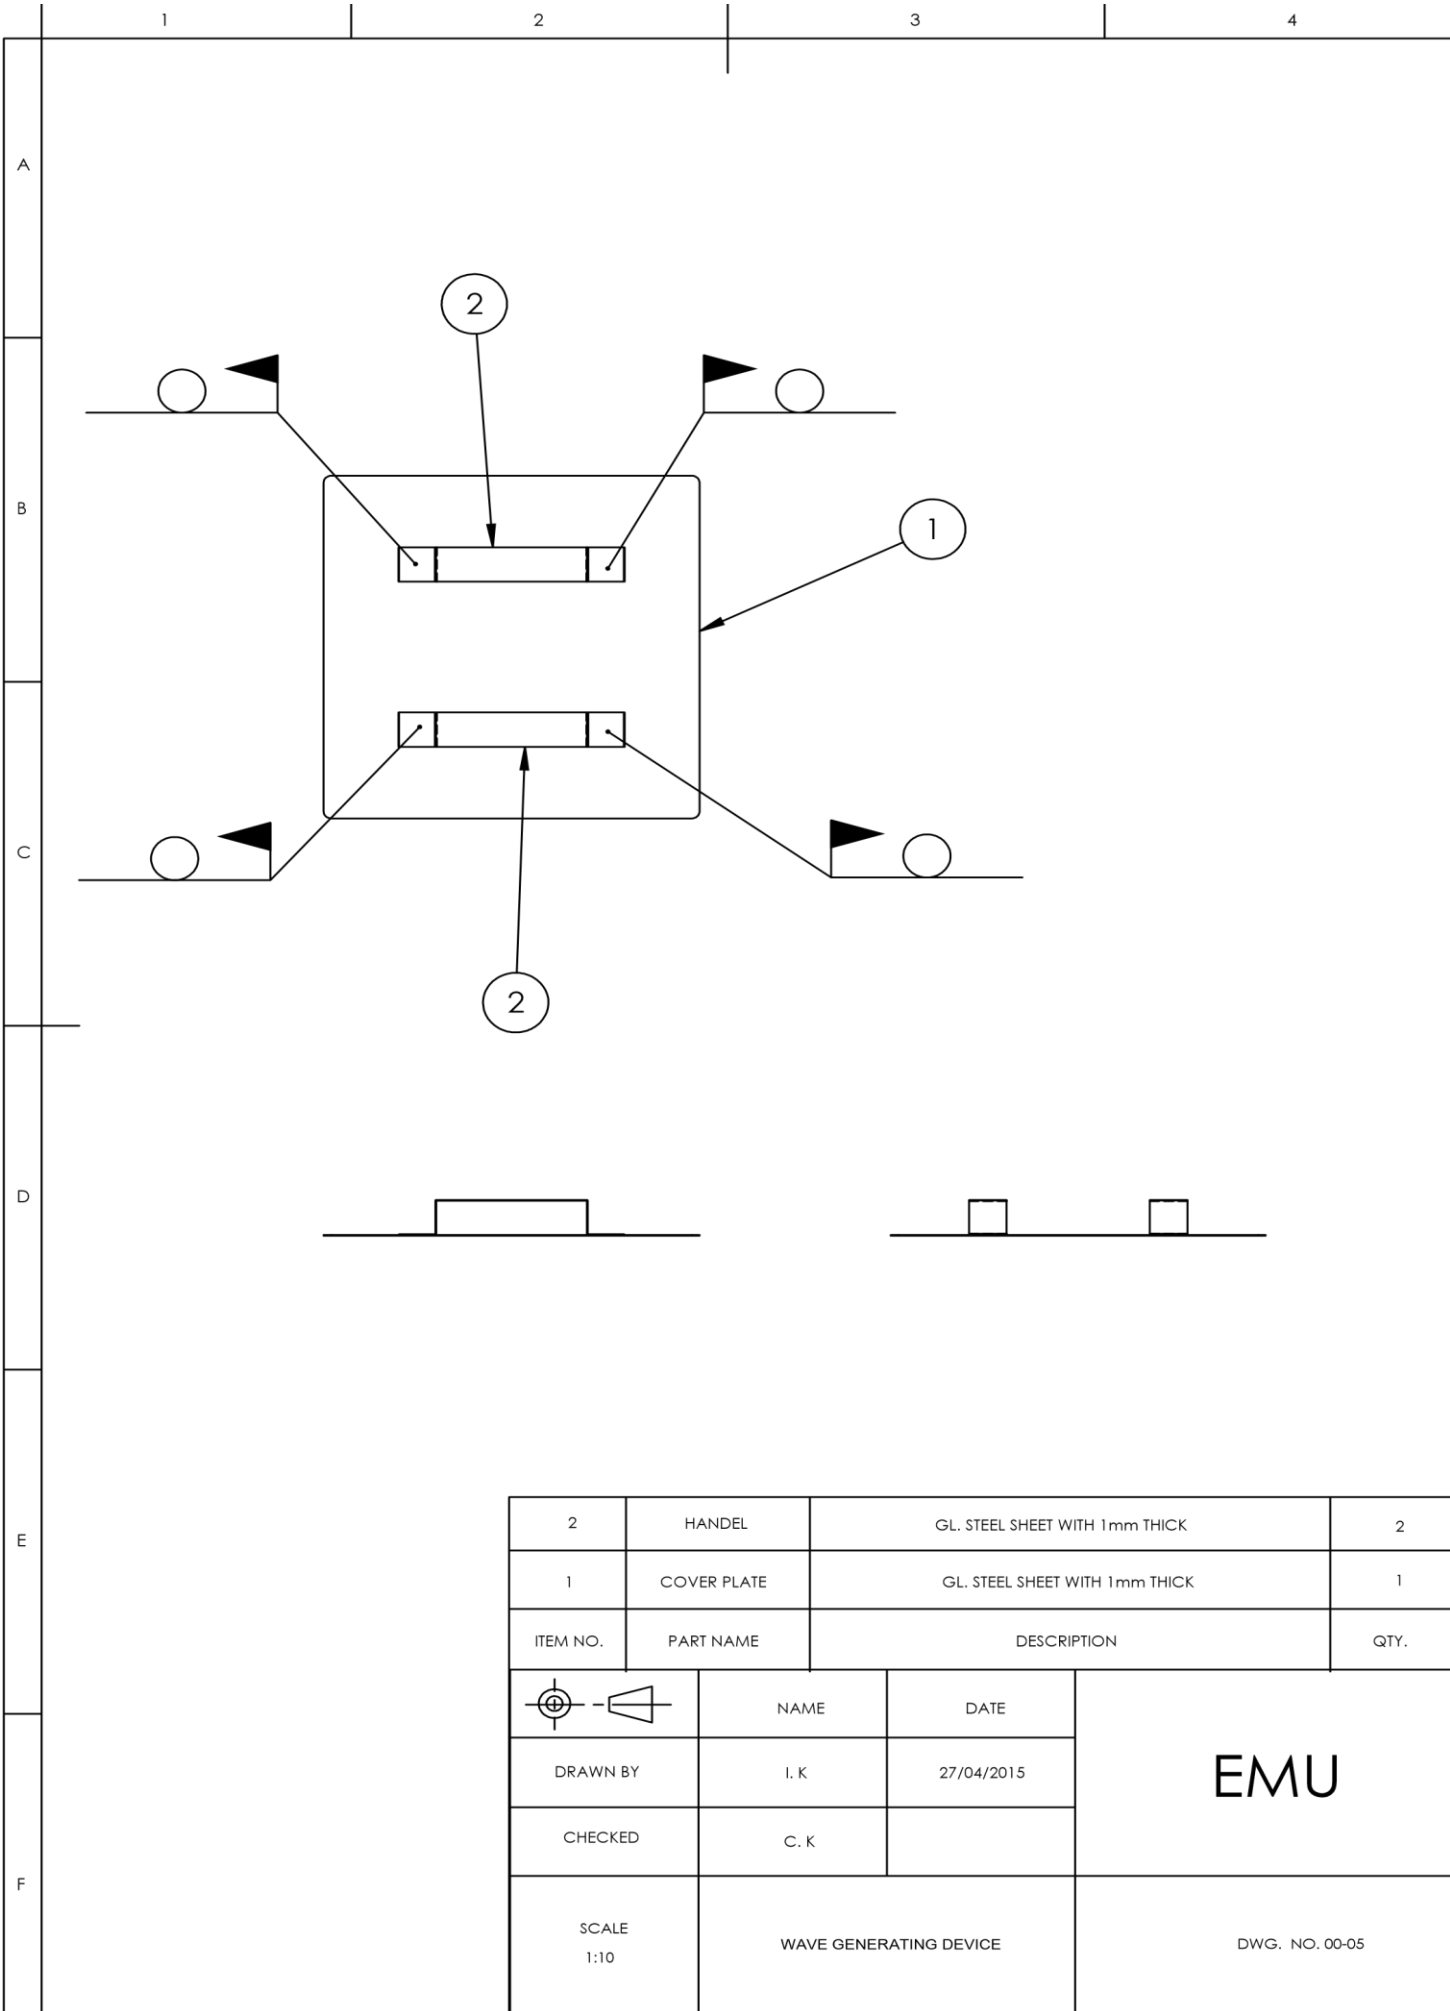 1 2 3 4
A
2
B
1
C
2
D
E
2 HANDEL GL. STEEL SHEET WITH 1mm THICK 2
1 COVER PLATE GL. STEEL SHEET WITH 1mm THICK 1
ITEM NO. PART NAME DESCRIPTION QTY.
NAME DATE
EMU
DRAWN BY I. K 27/04/2015
CHECKED C. K
F
SCALE
1:10
WAVE GENERATING DEVICE
DWG. NO. 00-05